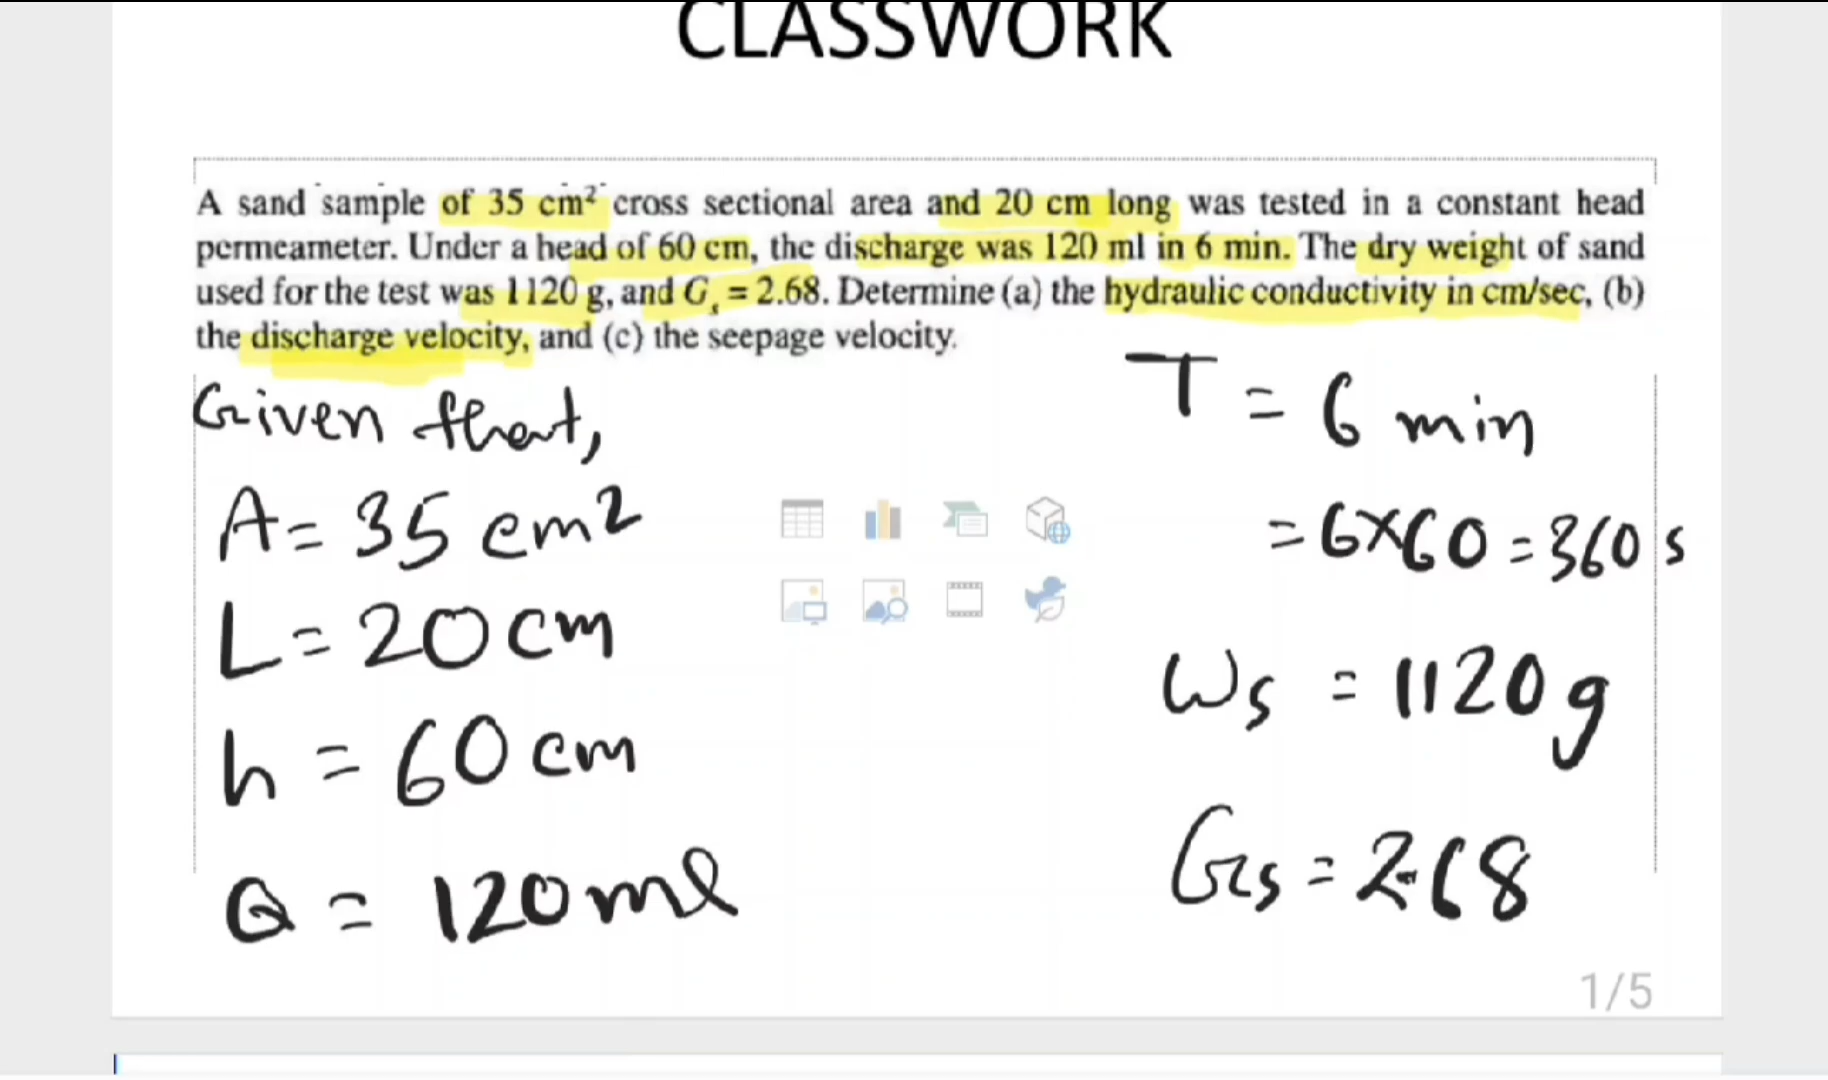 CLASSWORK
A sand sample of 35 cm² cross sectional area and 20 cm long was tested in a constant head
permeameter. Under a head of 60 cm, the discharge was 120 ml in 6 min. The dry weight of sand
used for the test was 1120 g, and Gₛ = 2.68. Determine (a) the hydraulic conductivity in cm/sec, (b)
the discharge velocity, and (c) the seepage velocity.
Given that,
A = 35 cm2
L = 20 cm
h = 60 cm
Q = 120 ml
T = 6 min
= 6×60 = 360 s
Ws = 1120 g
Gs = 2.68
1/5